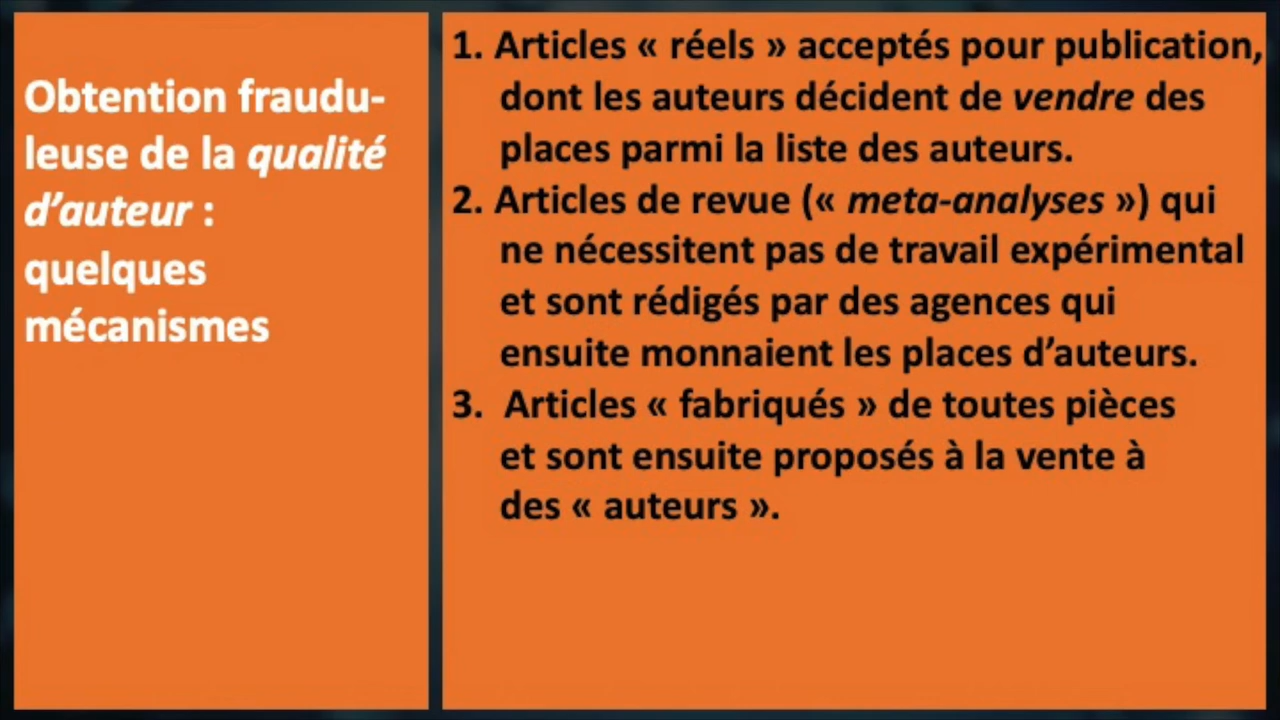 Obtention fraudu-
leuse de la qualité
d’auteur :
quelques
mécanismes
1. Articles « réels » acceptés pour publication,
dont les auteurs décident de vendre des
places parmi la liste des auteurs.
2. Articles de revue (« meta-analyses ») qui
ne nécessitent pas de travail expérimental
et sont rédigés par des agences qui
ensuite monnaient les places d’auteurs.
3. Articles « fabriqués » de toutes pièces
et sont ensuite proposés à la vente à
des « auteurs ».